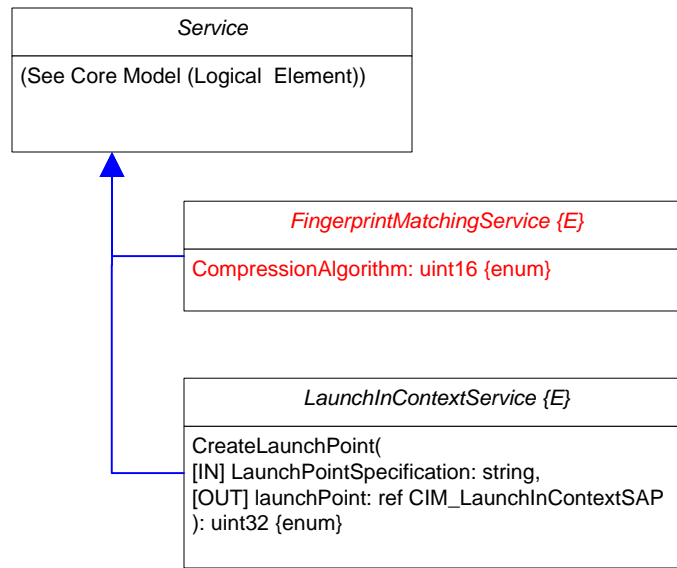 Service
(See Core Model (Logical Element))
FingerprintMatchingService {E}
CompressionAlgorithm: uint16 {enum}
LaunchInContextService {E}
CreateLaunchPoint(
[IN] LaunchPointSpecification: string,
[OUT] launchPoint: ref CIM_LaunchInContextSAP
): uint32 {enum}